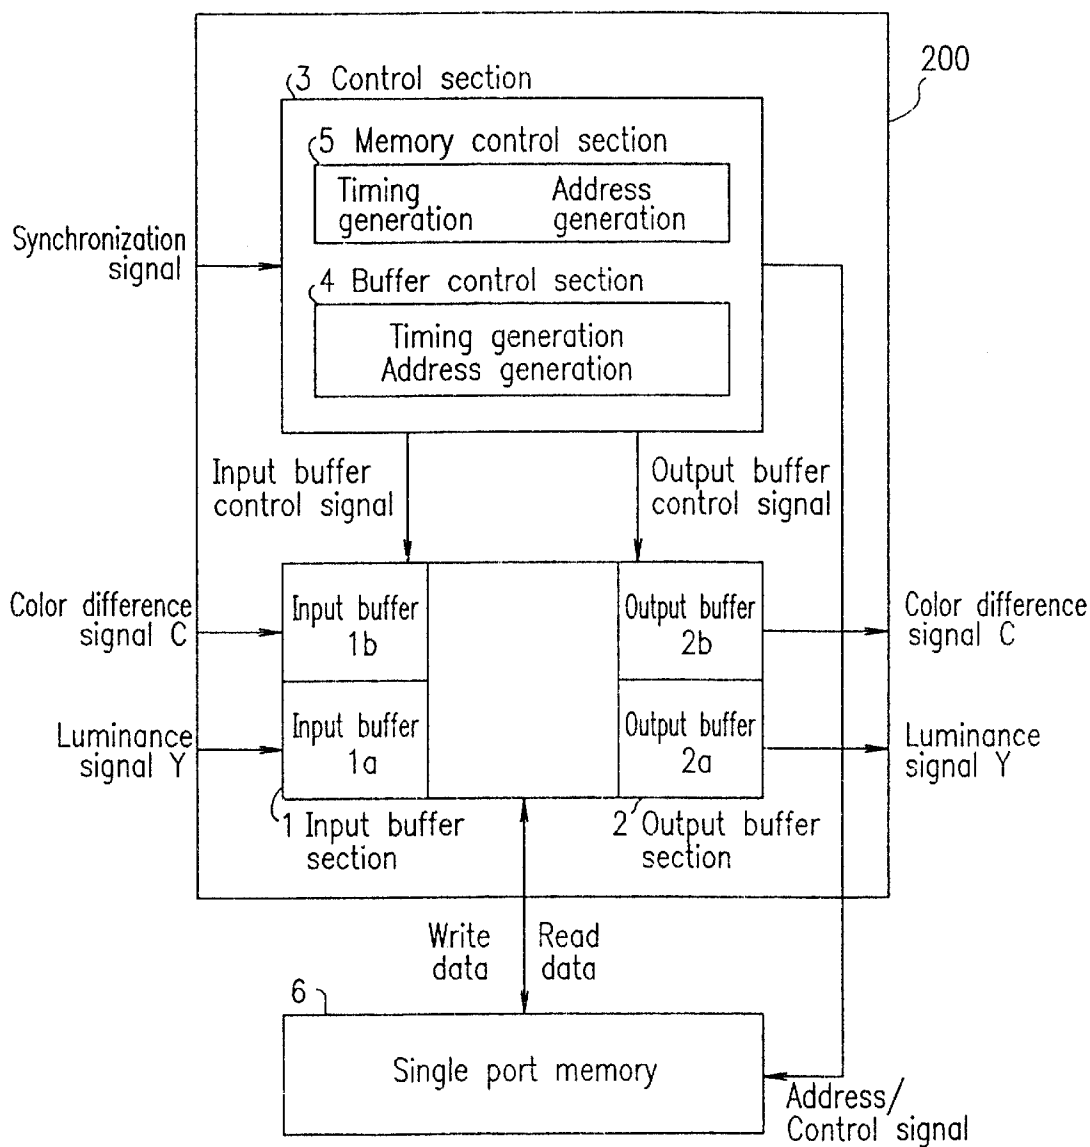 200
3 Control section
5 Memory control section
Timing generation
Address generation
4 Buffer control section
Timing generation
Address generation
Synchronization
signal
Input buffer
control signal
Output buffer
control signal
Color difference
signal C
Input buffer
1b
Output buffer
2b
Color difference
signal C
Luminance
signal Y
Input buffer
1a
Output buffer
2a
Luminance
signal Y
1 Input buffer
section
2 Output buffer
section
Write
data
Read
data
6
Single port memory
Address/
Control signal